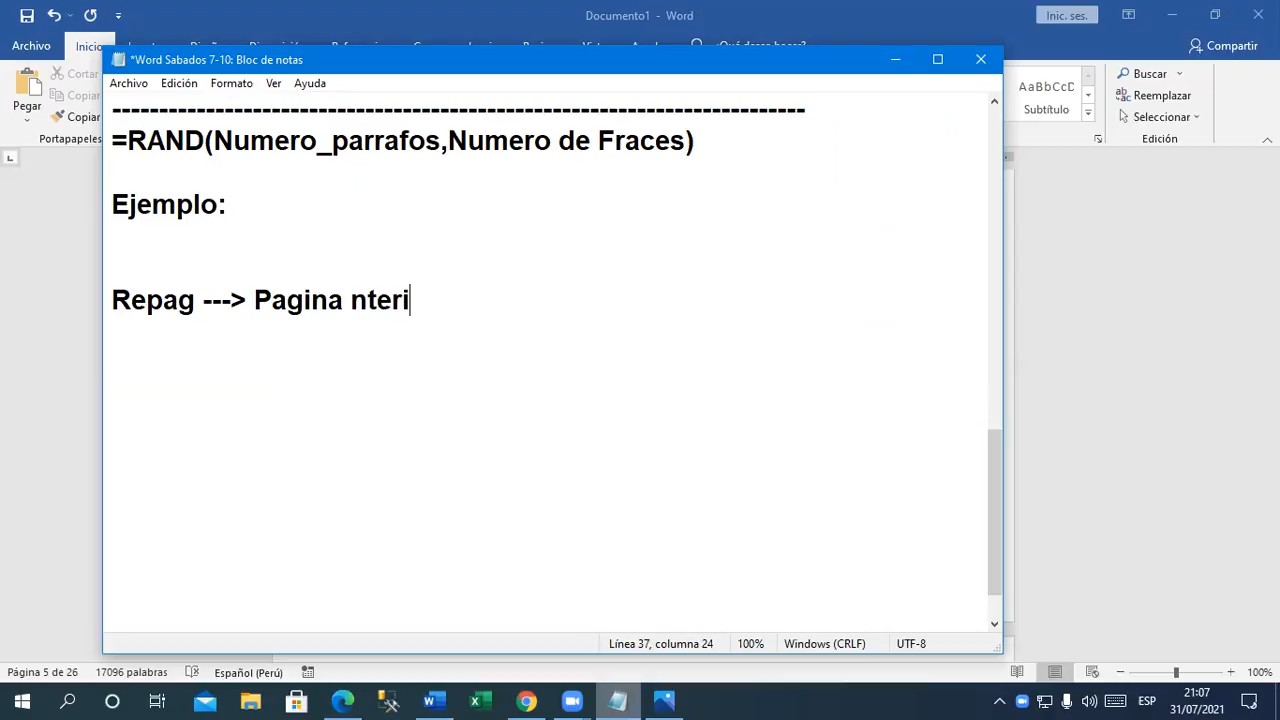 Documento1 - Word
Inic. ses.
Archivo
Inicio
Compartir
*Word Sabados 7-10: Bloc de notas
Archivo Edición Formato Ver Ayuda
Pegar
Cortar
Copiar
Portapapeles
AaBbCcD
Subtítulo
Buscar
Reemplazar
Seleccionar
Edición
--------------------------------------------------------------------------
=RAND(Numero_parrafos,Numero de Fraces)
Ejemplo:
Repag ---> Pagina nteri
Línea 37, columna 24 100% Windows (CRLF) UTF-8
Página 5 de 26 17096 palabras Español (Perú) 100%
ESP
21:07
31/07/2021